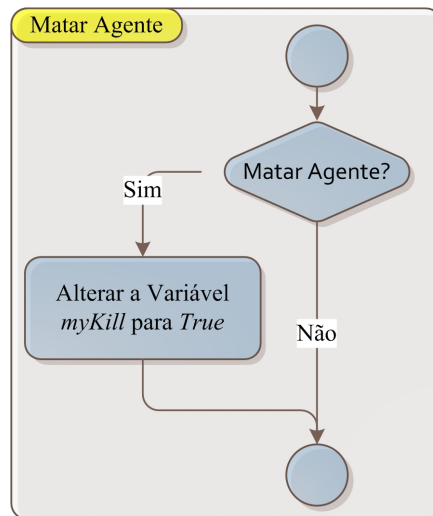 Matar Agente
Matar Agente?
Sim
Alterar a Variável
myKill para True
Não